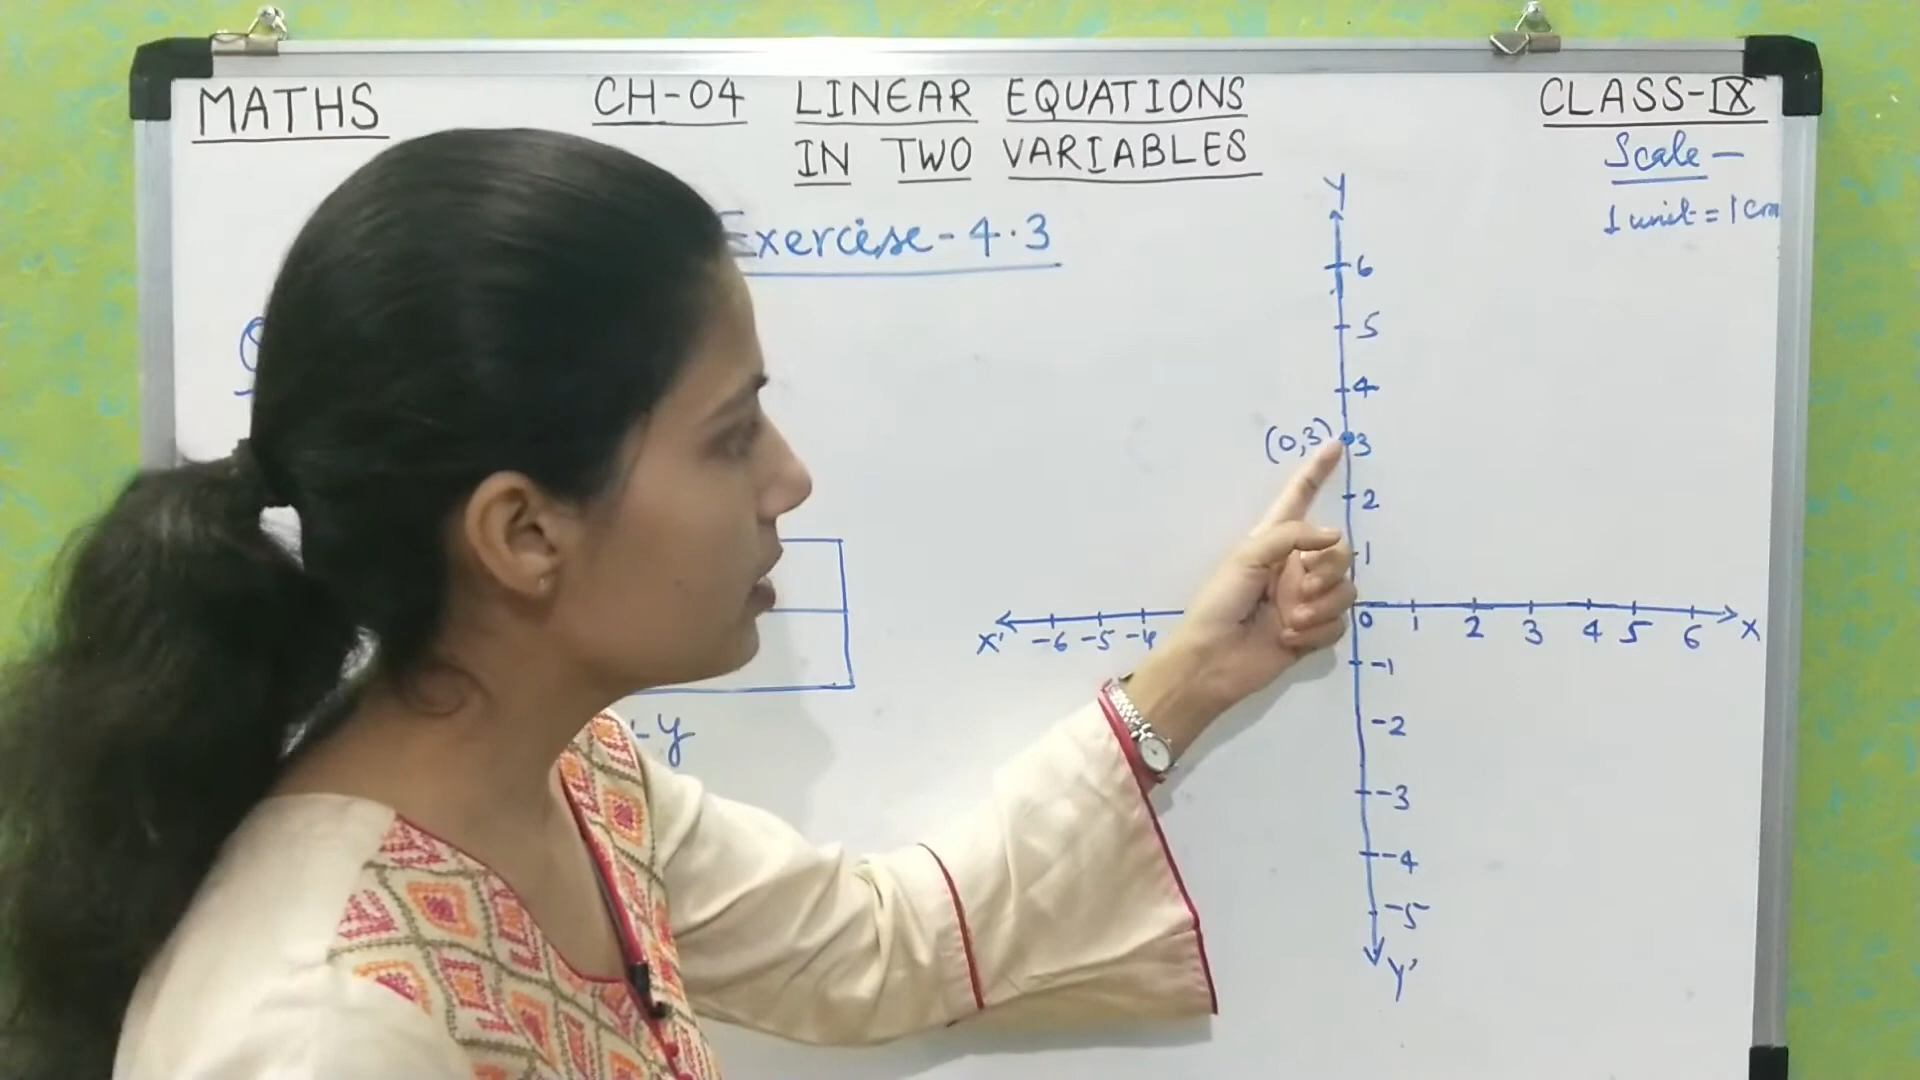 MATHS
CH-04 LINEAR EQUATIONS
IN TWO VARIABLES
CLASS-IX
Scale -
1 unit = 1 cm
Exercise - 4.3
Y
6
5
4
(0,3) 3
2
1
X' -6 -5 -4 0 1 2 3 4 5 6 X
-1
-2
-3
-4
-5
Y'
-y